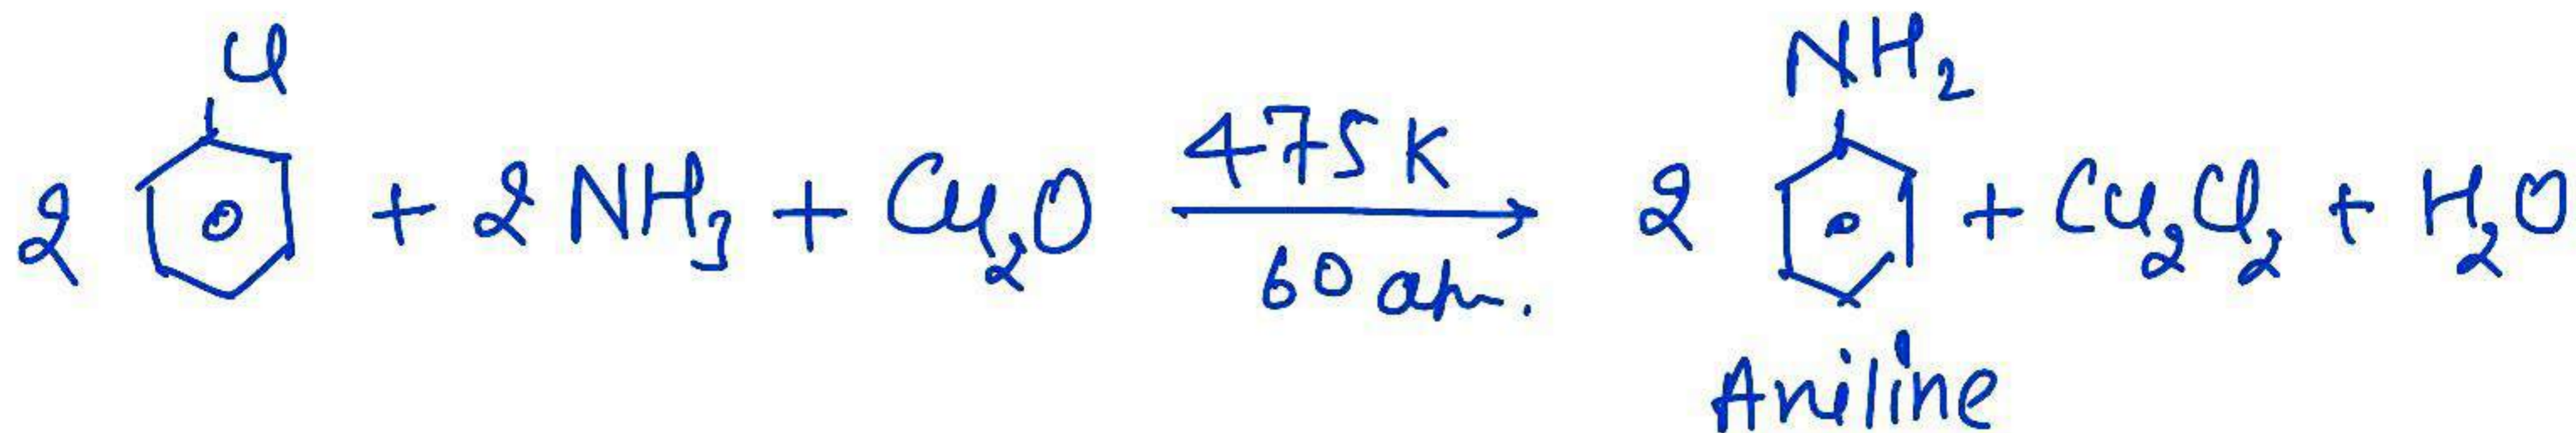 Cl NH₂
2 + 2 NH₃ + Cu₂O 475 K 60 atm. 2 + Cu₂Cl₂ + H₂O
Aniline